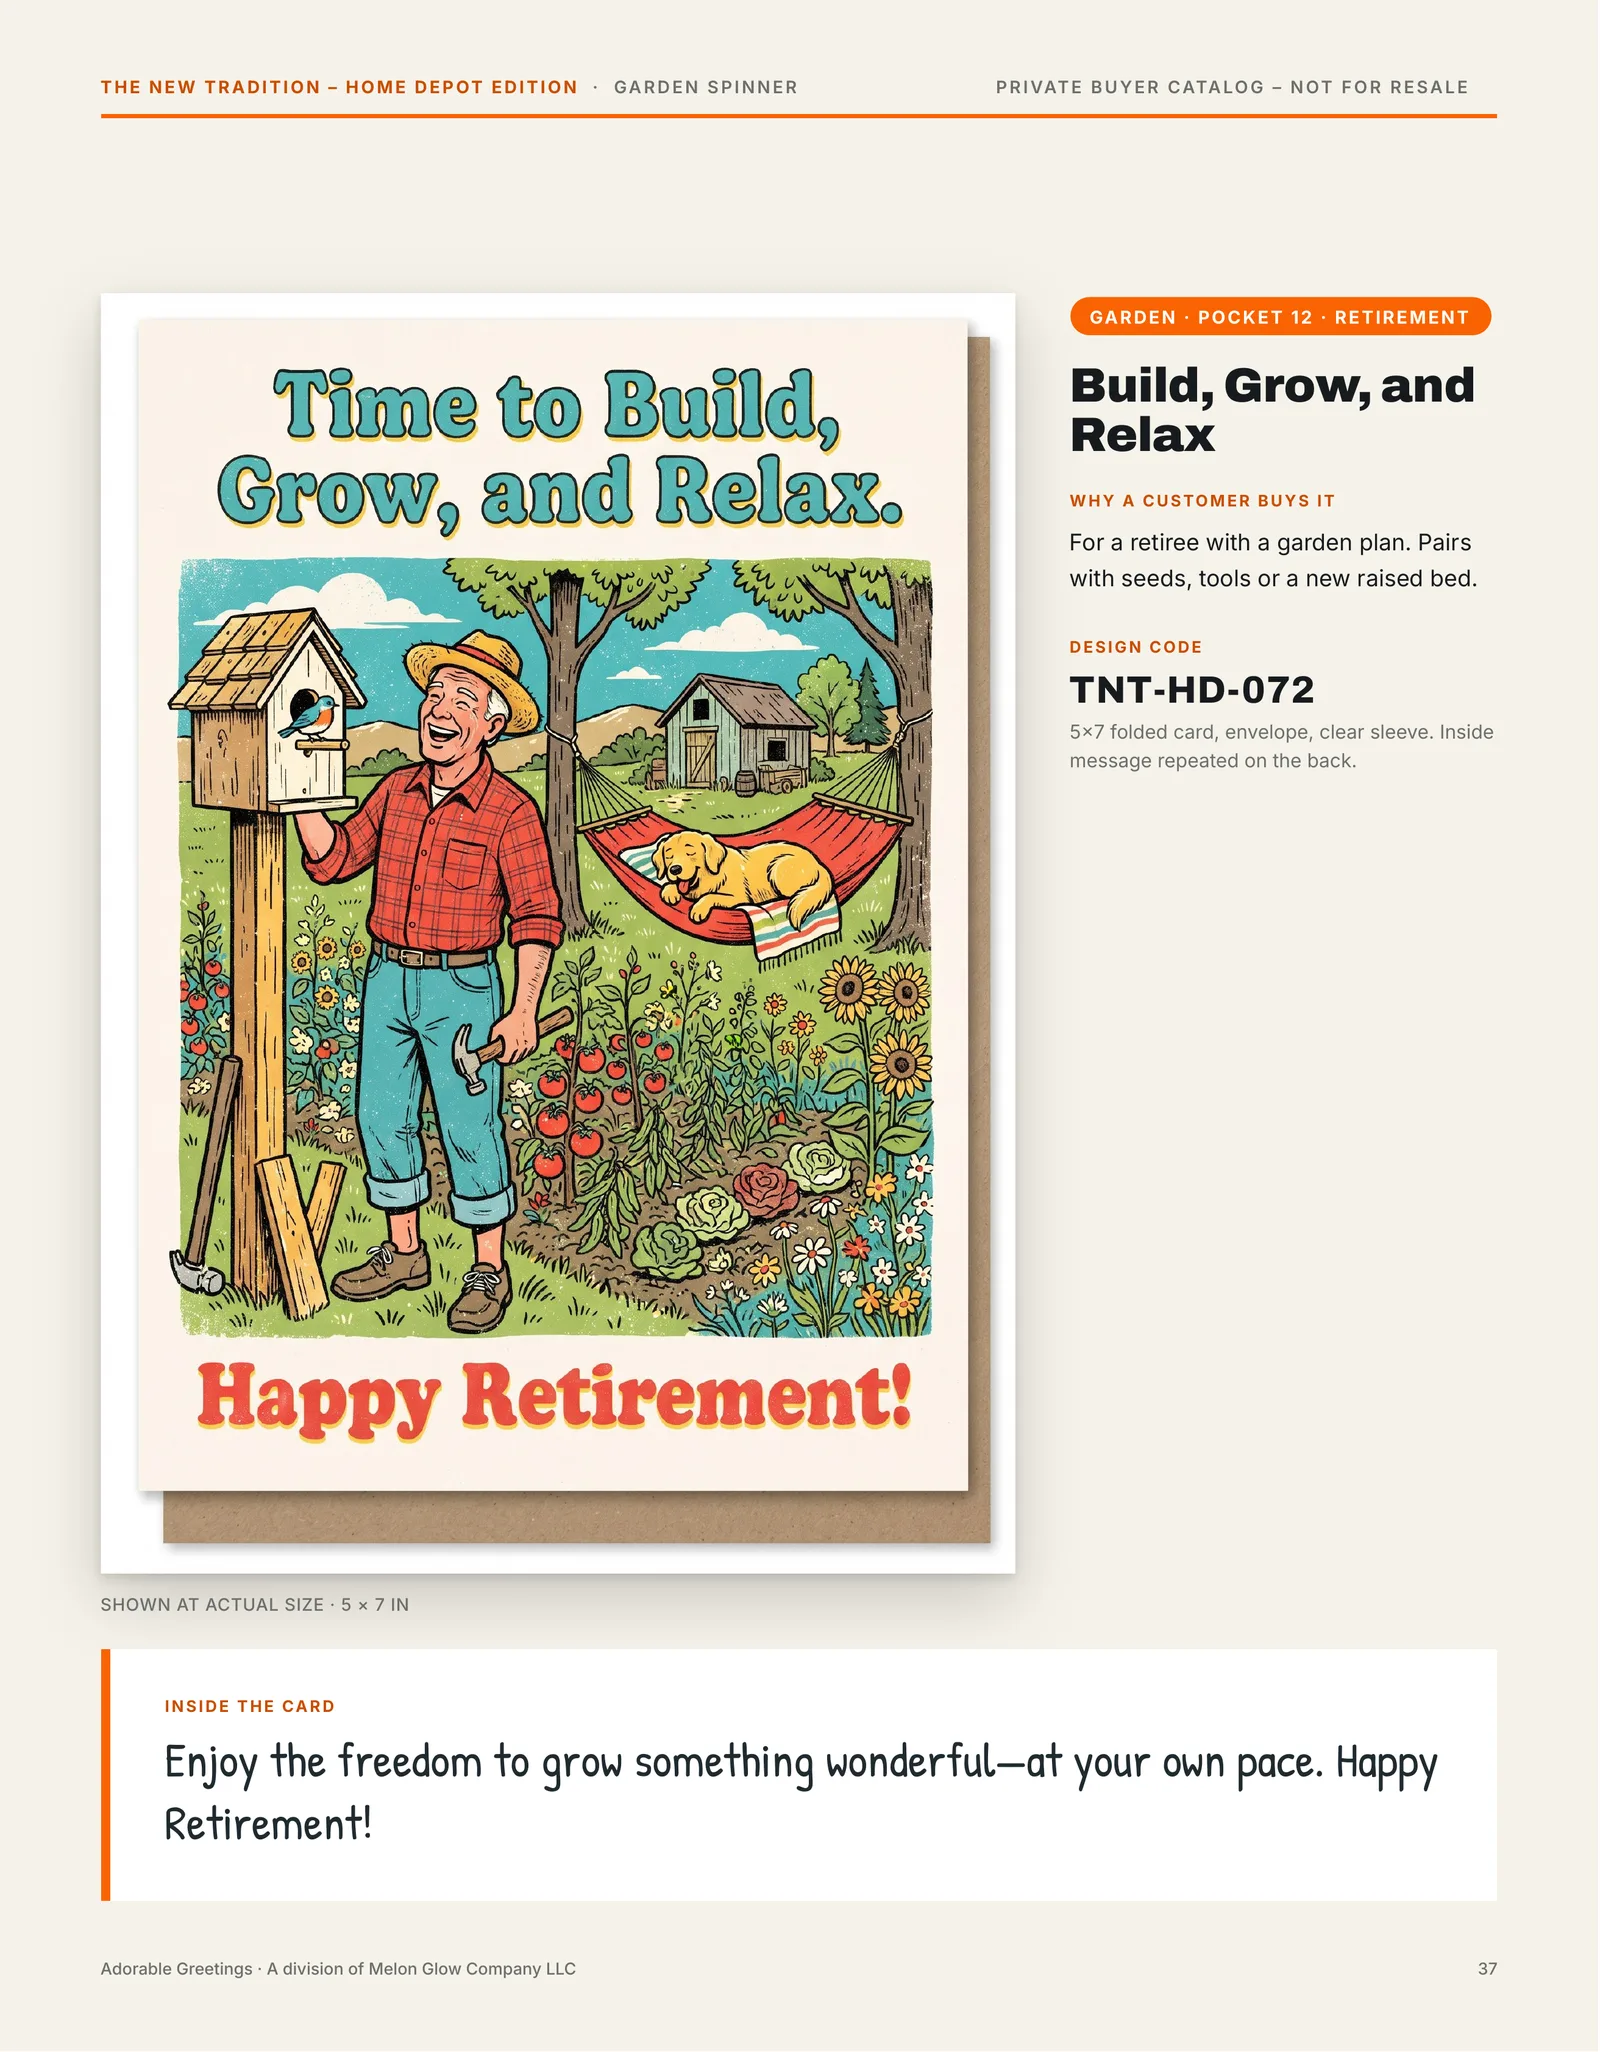 THE NEW TRADITION – HOME DEPOT EDITION · GARDEN SPINNER
PRIVATE BUYER CATALOG – NOT FOR RESALE
Time to Build,
Grow, and Relax.
Happy Retirement!
GARDEN · POCKET 12 · RETIREMENT
Build, Grow, and
Relax
WHY A CUSTOMER BUYS IT
For a retiree with a garden plan. Pairs
with seeds, tools or a new raised bed.
DESIGN CODE
TNT-HD-072
5×7 folded card, envelope, clear sleeve. Inside
message repeated on the back.
SHOWN AT ACTUAL SIZE · 5 × 7 IN
INSIDE THE CARD
Enjoy the freedom to grow something wonderful—at your own pace. Happy
Retirement!
Adorable Greetings · A division of Melon Glow Company LLC
37